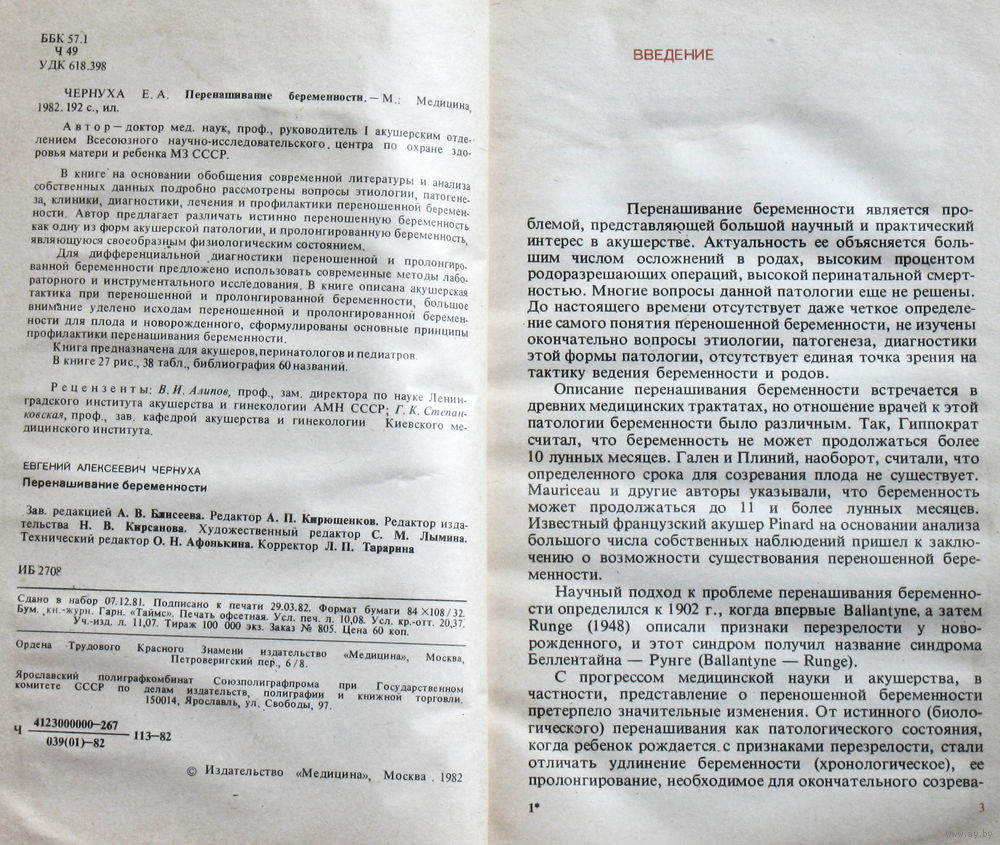 ББК 57.1
Ч 49
УДК 618.398
ЧЕРНУХА Е. А. Перенашивание беременности. — М.: Медицина,
1982. 192 с., ил.
Автор — доктор мед. наук, проф., руководитель I акушерским отде-
лением Всесоюзного научно-исследовательского центра по охране здо-
ровья матери и ребенка МЗ СССР.
В книге на основании обобщения современной литературы и анализа
собственных данных подробно рассмотрены вопросы этиологии, патогене-
за, клиники, диагностики, лечения и профилактики переношенной беремен-
ности. Автор предлагает различать истинно переношенную беременность
как одну из форм акушерской патологии, и пролонгированную беременность,
являющуюся своеобразным физиологическим состоянием.
Для дифференциальной диагностики переношенной и пролонгиро-
ванной беременности предложено использовать современные методы лабо-
раторного и инструментального исследования. В книге описана акушерская
тактика при переношенной и пролонгированной беременности, большое
внимание уделено исходам переношенной и пролонгированной беремен-
ности для плода и новорожденного, сформулированы основные принципы
профилактики перенашивания беременности.
Книга предназначена для акушеров, перинатологов и педиатров.
В книге 27 рис., 38 табл., библиография 60 названий.
Рецензенты: В. И. Алипов, проф., зам. директора по науке Ленин-
градского института акушерства и гинекологии АМН СССР; Г. К. Степан-
ковская, проф., зав. кафедрой акушерства и гинекологии Киевского ме-
дицинского института.
ЕВГЕНИЙ АЛЕКСЕЕВИЧ ЧЕРНУХА
Перенашивание беременности
Зав. редакцией А. В. Блисеева. Редактор А. П. Кирющенков. Редактор изда-
тельства Н. В. Кирсанова. Художественный редактор С. М. Лымина.
Технический редактор О. Н. Афонькина. Корректор Л. П. Тарарина
ИБ 2708
Сдано в набор 07.12.81. Подписано к печати 29.03.82. Формат бумаги 84×108/32.
Бум. кн.-журн. Гарн. «Таймс». Печать офсетная. Усл. печ. л. 10,08. Усл. кр.-отт. 20,37.
Уч.-изд. л. 11,07. Тираж 100 000 экз. Заказ № 805. Цена 60 коп.
Ордена Трудового Красного Знамени издательство «Медицина», Москва,
Петроверигский пер., 6/8.
Ярославский полиграфкомбинат Союзполиграфпрома при Государственном
комитете СССР по делам издательств, полиграфии и книжной торговли.
150014, Ярославль, ул. Свободы, 97.
Ч 4123000000—267
039(01)—82
113—82
© Издательство «Медицина», Москва. 1982
ВВЕДЕНИЕ
Перенашивание беременности является про-
блемой, представляющей большой научный и практический
интерес в акушерстве. Актуальность ее объясняется боль-
шим числом осложнений в родах, высоким процентом
родоразрешающих операций, высокой перинатальной смерт-
ностью. Многие вопросы данной патологии еще не решены.
До настоящего времени отсутствует даже четкое определе-
ние самого понятия переношенной беременности, не изучены
окончательно вопросы этиологии, патогенеза, диагностики
этой формы патологии, отсутствует единая точка зрения на
тактику ведения беременности и родов.
Описание перенашивания беременности встречается в
древних медицинских трактатах, но отношение врачей к этой
патологии беременности было различным. Так, Гиппократ
считал, что беременность не может продолжаться более
10 лунных месяцев. Гален и Плиний, наоборот, считали, что
определенного срока для созревания плода не существует.
Mauriceau и другие авторы указывали, что беременность
может продолжаться до 11 и более лунных месяцев.
Известный французский акушер Pinard на основании анализа
большого числа собственных наблюдений пришел к заклю-
чению о возможности существования переношенной бере-
менности.
Научный подход к проблеме перенашивания беременно-
сти определился к 1902 г., когда впервые Ballantyne, а затем
Runge (1948) описали признаки перезрелости у ново-
рожденного, и этот синдром получил название синдрома
Беллентайна — Рунге (Ballantyne — Runge).
С прогрессом медицинской науки и акушерства, в
частности, представление о переношенной беременности
претерпело значительные изменения. От истинного (биоло-
гического) перенашивания как патологического состояния,
когда ребенок рождается с признаками перезрелости, стали
отличать удлинение беременности (хронологическое), ее
пролонгирование, необходимое для окончательного созрева-
1*
3
www.ay.by